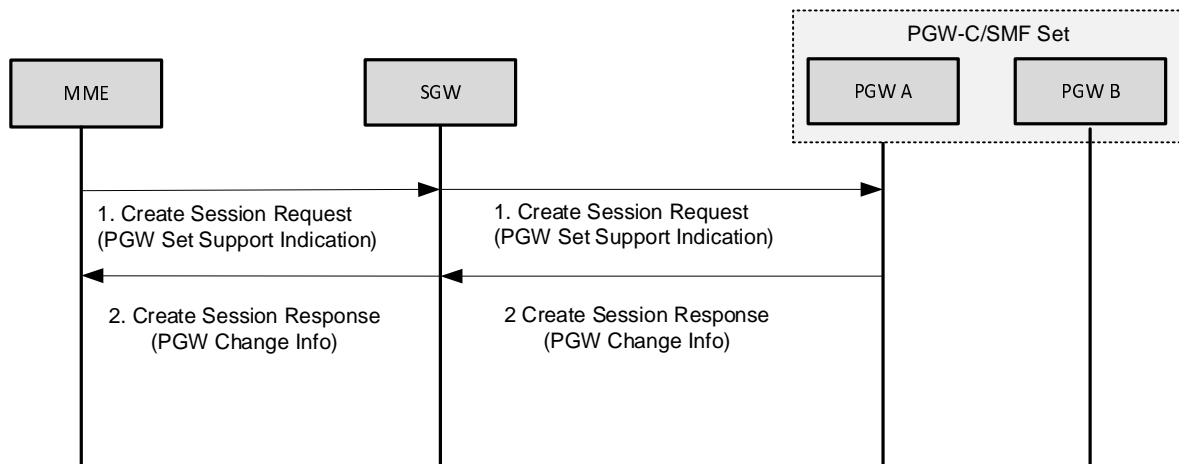 PGW-C/SMF Set
MME
SGW
PGW A
PGW B
1. Create Session Request
(PGW Set Support Indication)
1. Create Session Request
(PGW Set Support Indication)
2. Create Session Response
(PGW Change Info)
2 Create Session Response
(PGW Change Info)